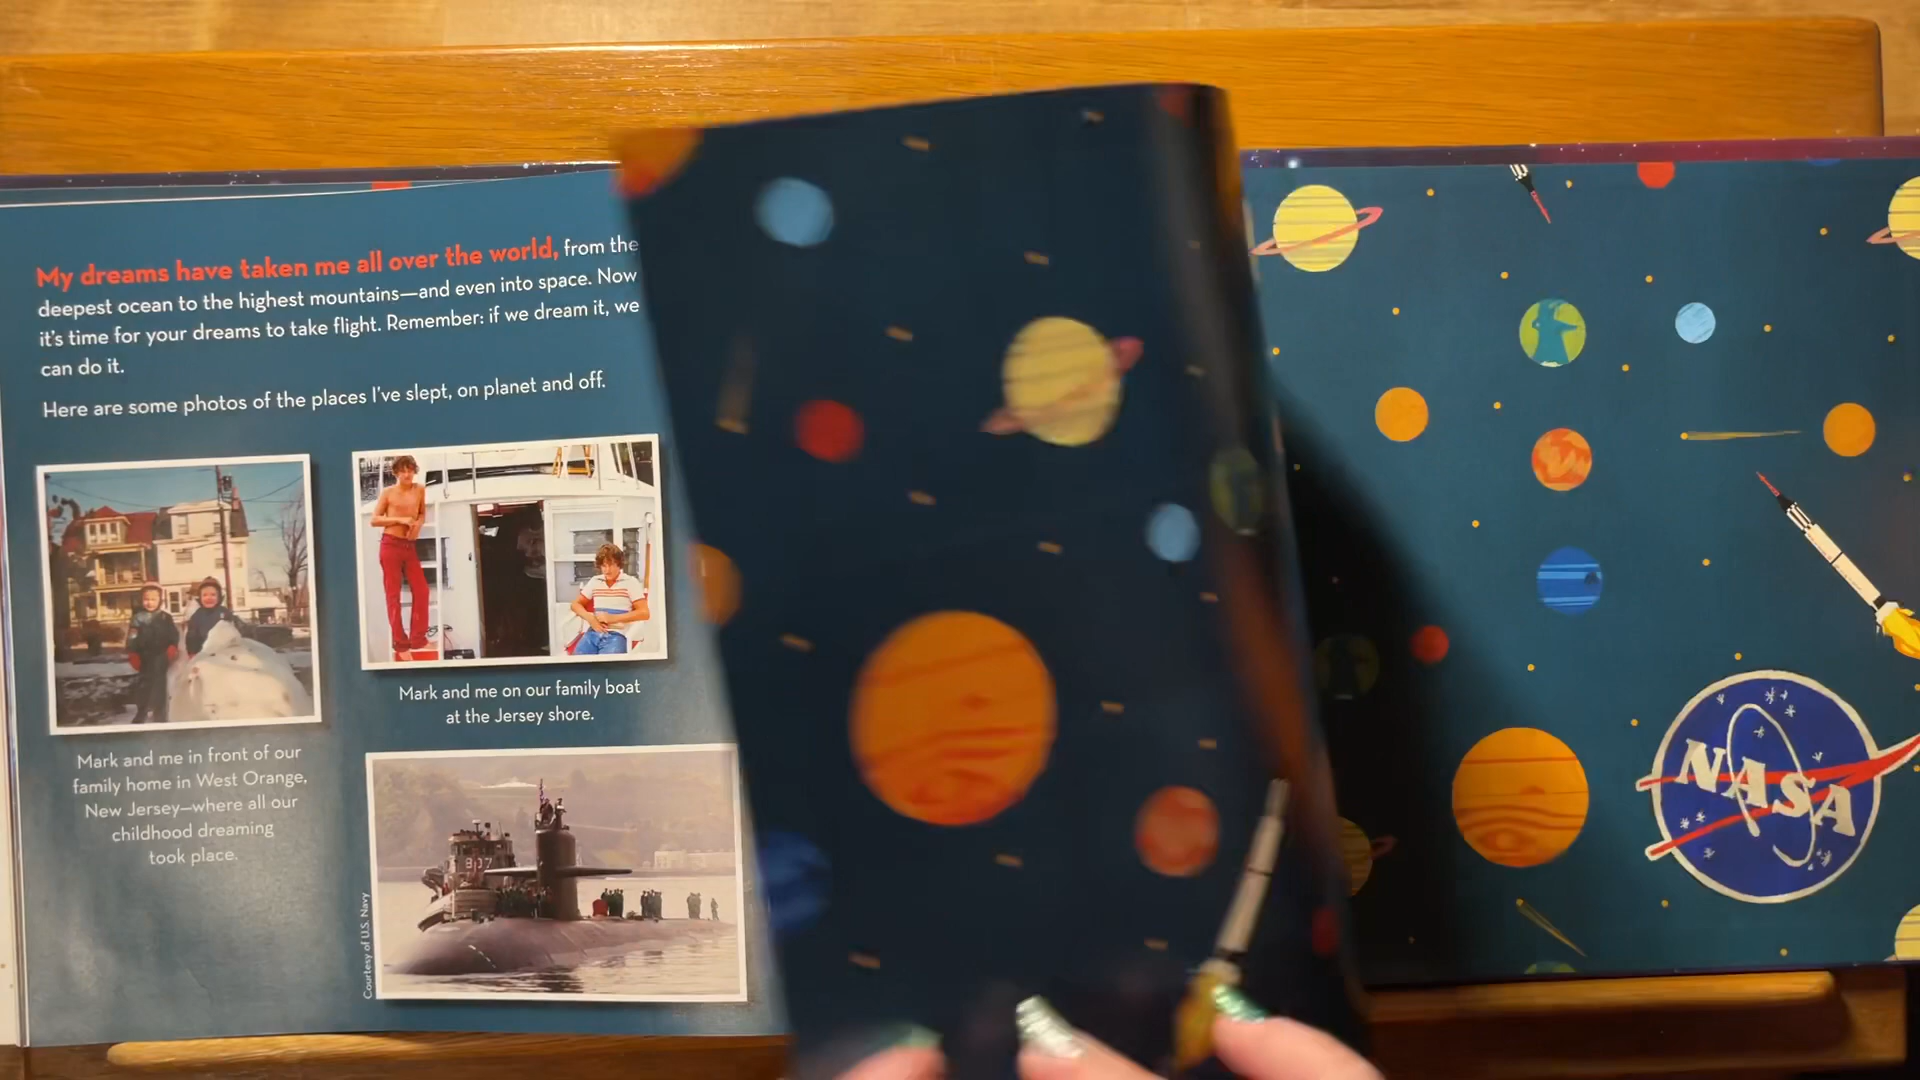 My dreams have taken me all over the world, from the
deepest ocean to the highest mountains—and even into space. Now
it's time for your dreams to take flight. Remember: if we dream it, we
can do it.
Here are some photos of the places I've slept, on planet and off.
Mark and me on our family boat
at the Jersey shore.
Mark and me in front of our
family home in West Orange,
New Jersey—where all our
childhood dreaming
took place.
807
Courtesy of U.S. Navy
NASA